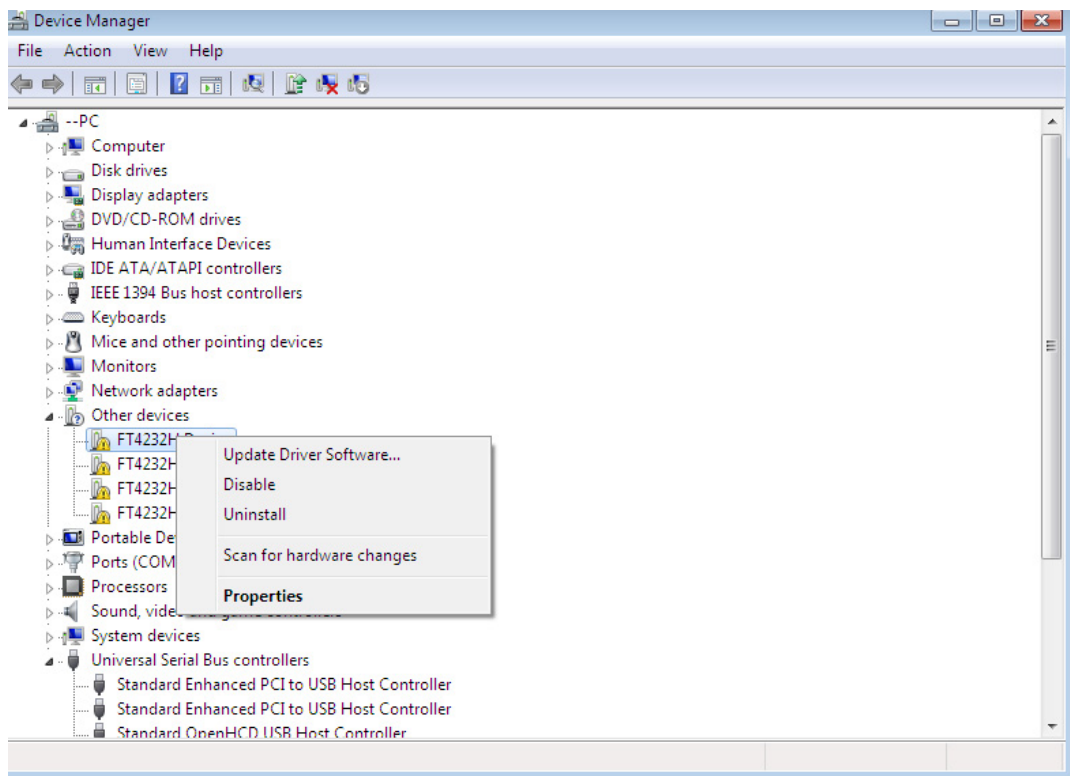 Device Manager
File Action View Help
--PC
Computer
Disk drives
Display adapters
DVD/CD-ROM drives
Human Interface Devices
IDE ATA/ATAPI controllers
IEEE 1394 Bus host controllers
Keyboards
Mice and other pointing devices
Monitors
Network adapters
Other devices
FT4232H
FT4232H
FT4232H
FT4232H
Update Driver Software...
Disable
Uninstall
Scan for hardware changes
Properties
Portable
Ports (COM
Processors
Sound,
System devices
Universal Serial Bus controllers
Standard Enhanced PCI to USB Host Controller
Standard Enhanced PCI to USB Host Controller
Standard OpenHCD USB Host Controller